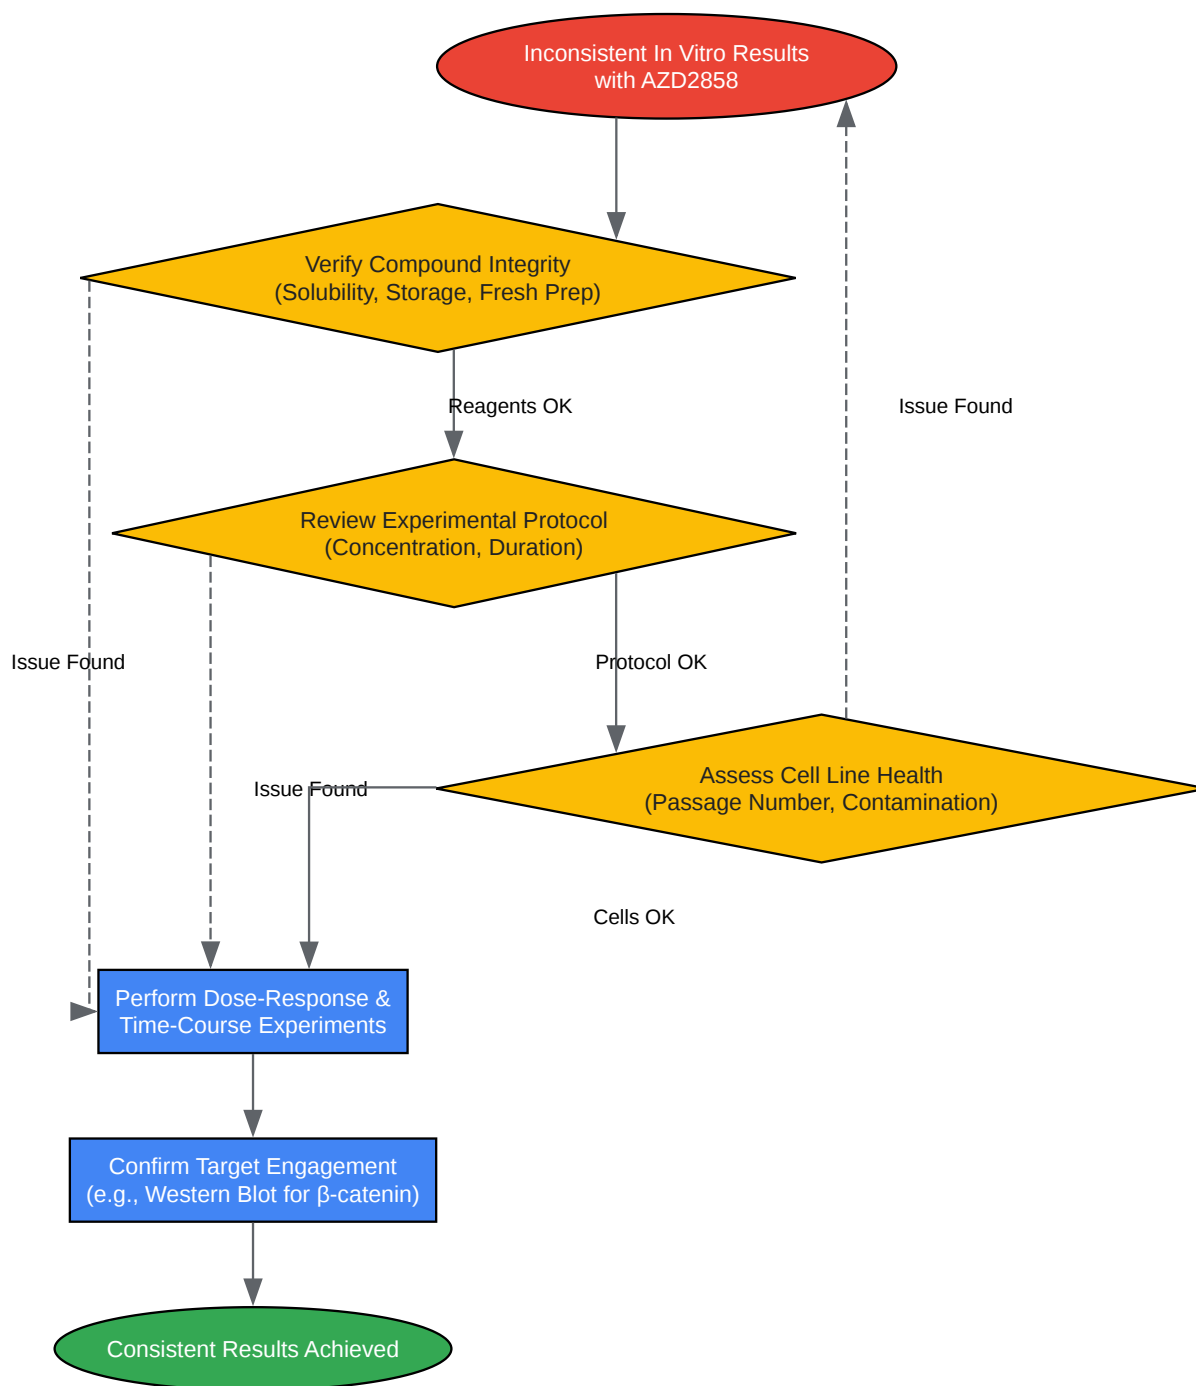 Inconsistent In Vitro Results
with AZD2858
Verify Compound Integrity
(Solubility, Storage, Fresh Prep)
Reagents OK
Issue Found
Review Experimental Protocol
(Concentration, Duration)
Issue Found
Protocol OK
Assess Cell Line Health
(Passage Number, Contamination)
Issue Found
Cells OK
Perform Dose-Response &
Time-Course Experiments
Confirm Target Engagement
(e.g., Western Blot for β-catenin)
Consistent Results Achieved